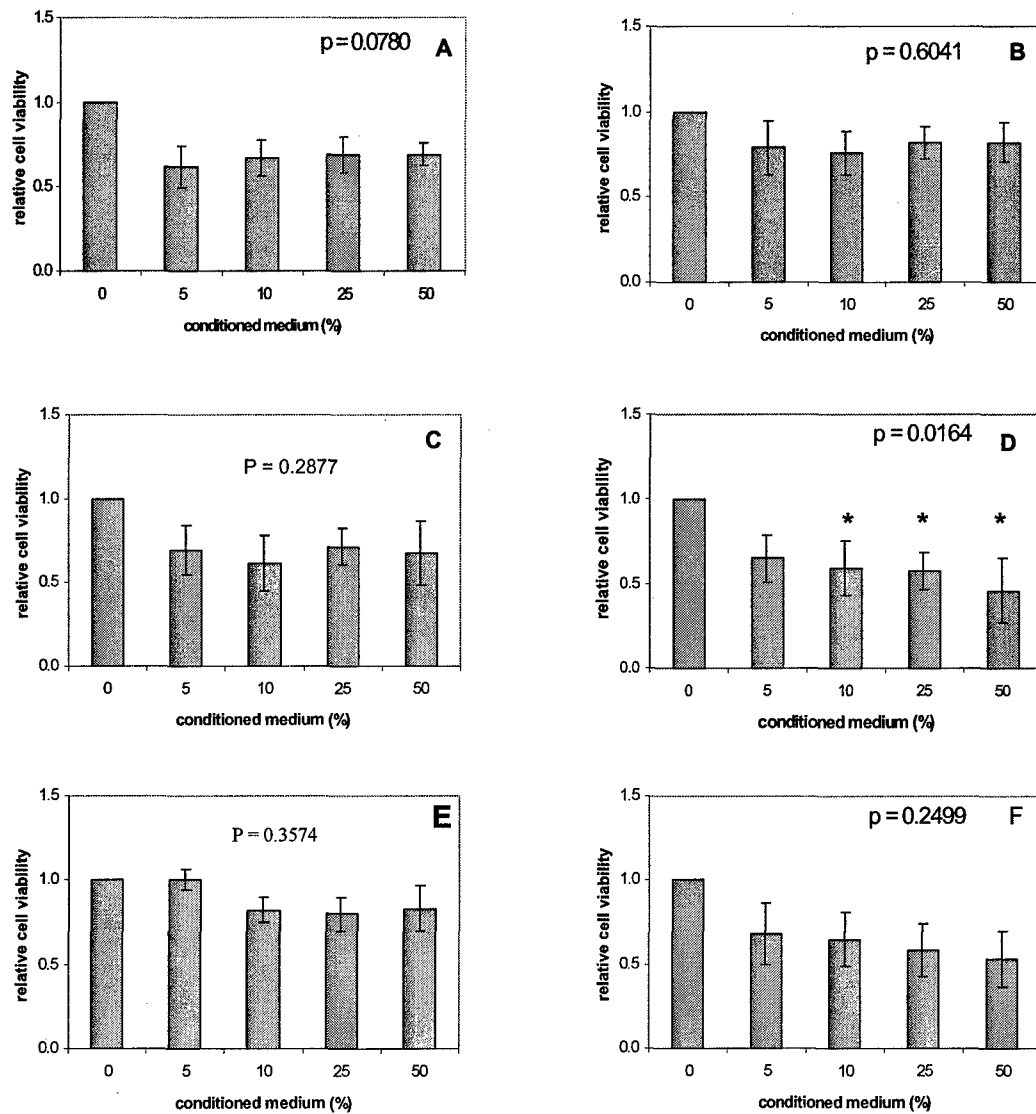 1.5
p = 0.0780
A
1.0
0.5
0.0
relative cell viability
0 5 10 25 50
conditioned medium (%)
1.5
p = 0.6041
B
1.0
0.5
0.0
relative cell viability
0 5 10 25 50
conditioned medium (%)
1.5
C
P = 0.2877
1.0
0.5
0.0
relative cell viability
0 5 10 25 50
conditioned medium (%)
1.5
p = 0.0164
D
1.0
* * *
0.5
0.0
relative cell viability
0 5 10 25 50
conditioned medium (%)
1.5
E
P = 0.3574
1.0
0.5
0.0
relative cell viability
0 5 10 25 50
conditioned medium (%)
1.5
p = 0.2499
F
1.0
0.5
0.0
relative cell viability
0 5 10 25 50
conditioned medium (%)